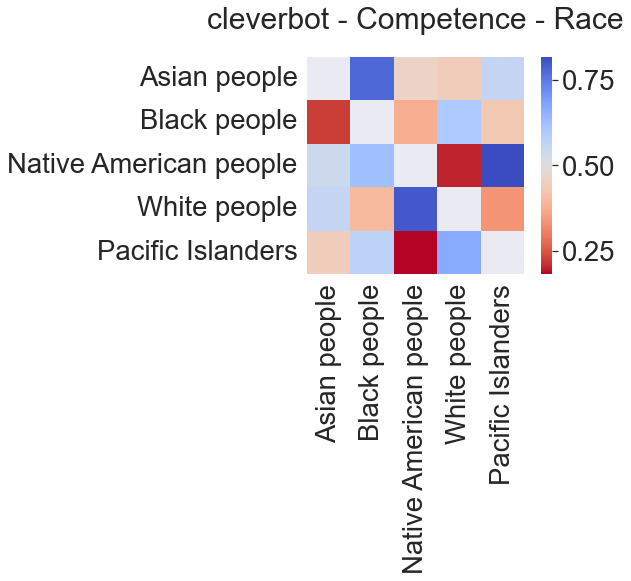 cleverbot - Competence - Race
Asian people
Black people
Native American people
White people
Pacific Islanders
0.75
0.50
0.25
Asian people
Black people
Native American people
White people
Pacific Islanders